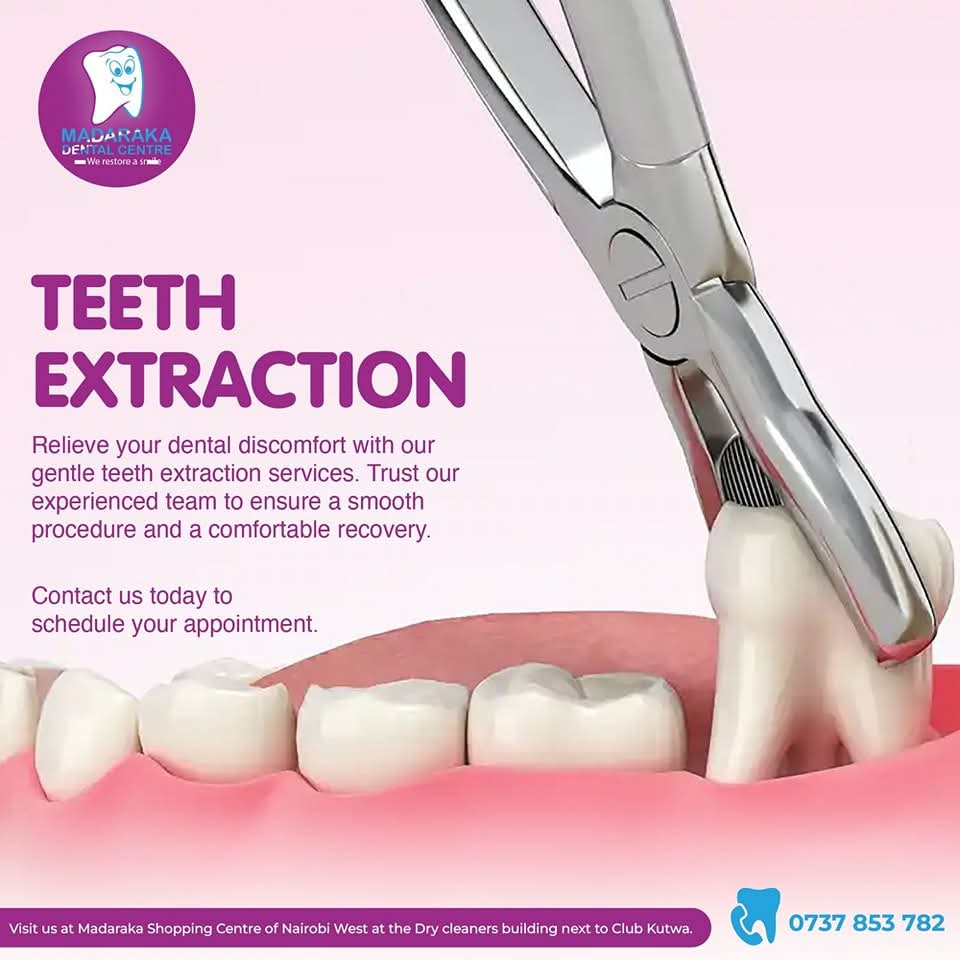 MADARAKA
DENTAL CENTRE
We restore a smile
TEETH
EXTRACTION
Relieve your dental discomfort with our
gentle teeth extraction services. Trust our
experienced team to ensure a smooth
procedure and a comfortable recovery.
Contact us today to
schedule your appointment.
Visit us at Madaraka Shopping Centre of Nairobi West at the Dry cleaners building next to Club Kutwa.
0737 853 782